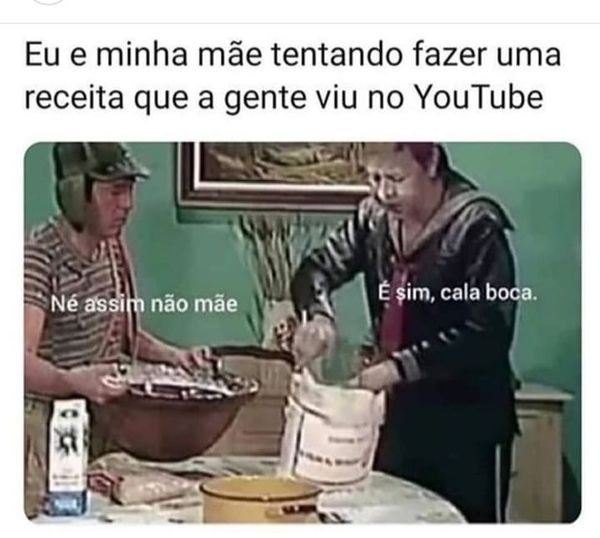 Eu e minha mãe tentando fazer uma
receita que a gente viu no YouTube
Né assim não mãe
É sim, cala boca.